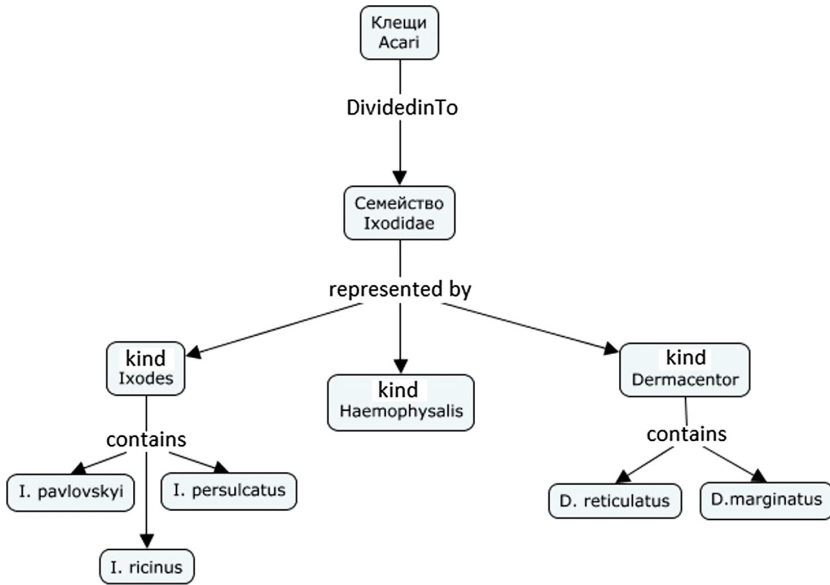 Клещи
Acari
DividedinTo
Семейство
Ixodidae
represented by
kind
Ixodes
kind
Haemophysalis
kind
Dermacentor
contains
contains
I. pavlovskyi
I. persulcatus
D. reticulatus
D.marginatus
I. ricinus